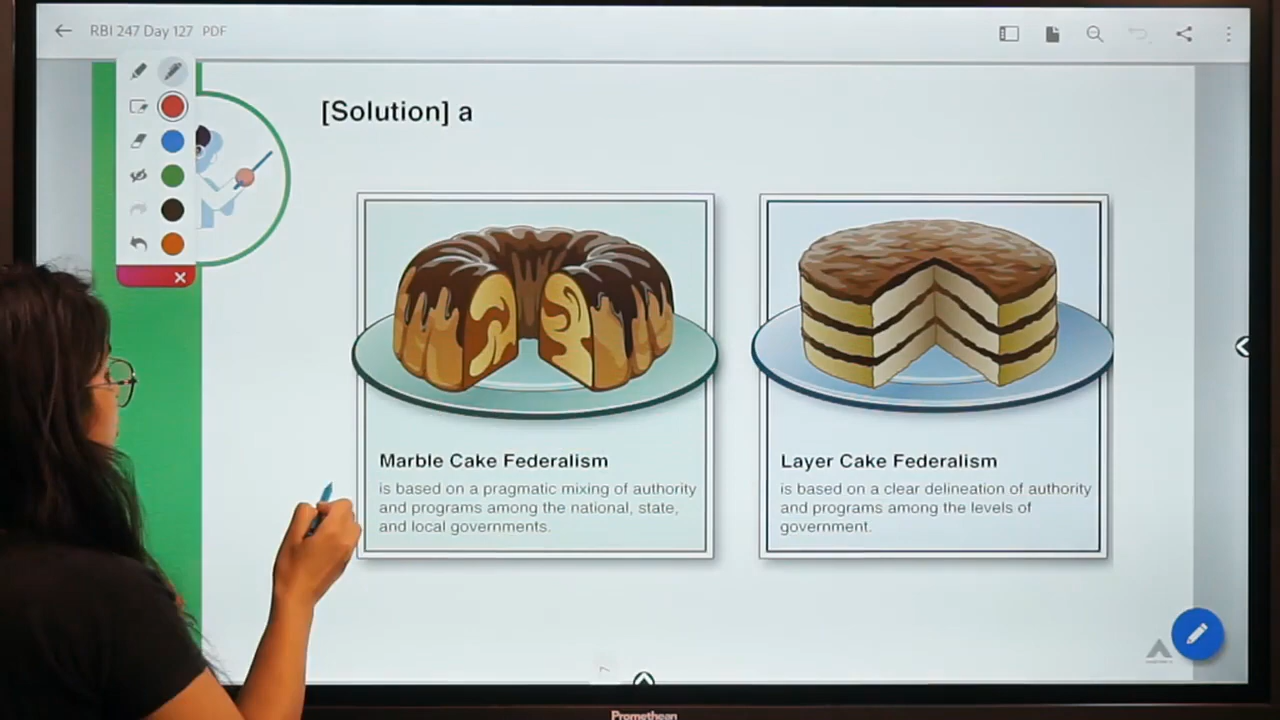 RBI 247 Day 127 PDF
[Solution] a
Marble Cake Federalism
is based on a pragmatic mixing of authority
and programs among the national, state,
and local governments.
Layer Cake Federalism
is based on a clear delineation of authority
and programs among the levels of
government.
Promethean